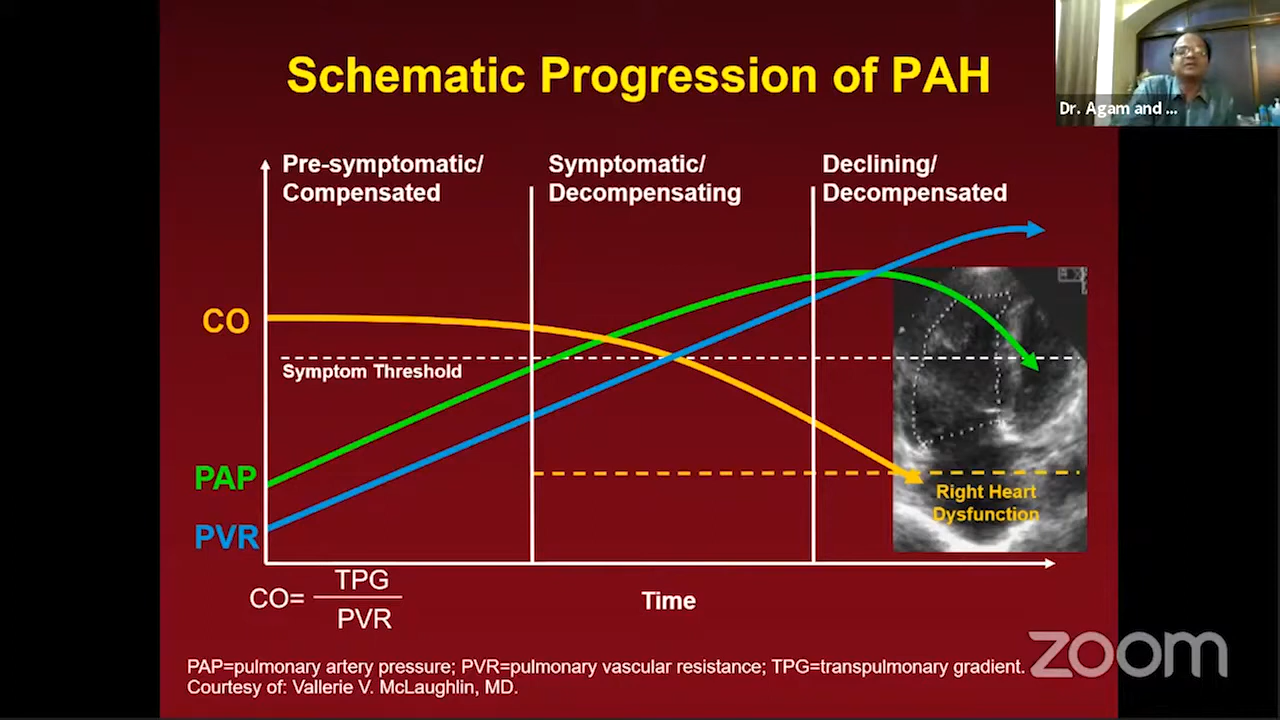 Schematic Progression of PAH
Dr. Agam and ...
Pre-symptomatic/
Compensated
Symptomatic/
Decompensating
Declining/
Decompensated
CO
Symptom Threshold
PAP
PVR
Right Heart
Dysfunction
CO=
TPG
PVR
Time
PAP=pulmonary artery pressure; PVR=pulmonary vascular resistance; TPG=transpulmonary gradient.
Courtesy of: Vallerie V. McLaughlin, MD.
zoom